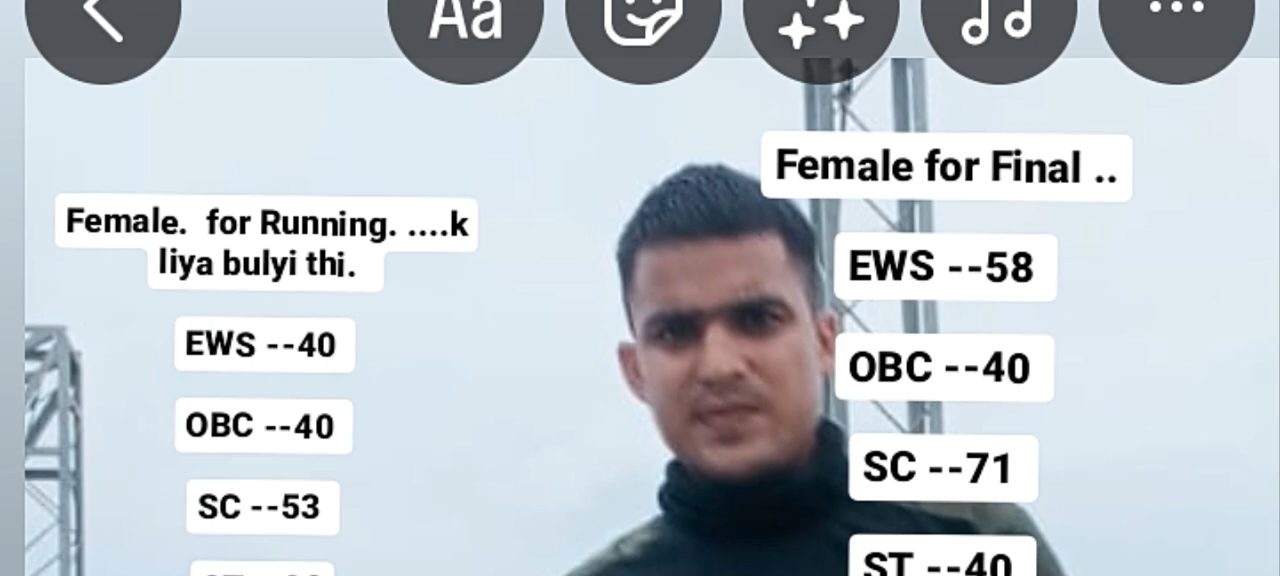 Aa
Female for Final ..
Female.  for Running. ....k
liya bulyi thi.
EWS --58
EWS --40
OBC --40
OBC --40
SC --71
SC --53
ST --40